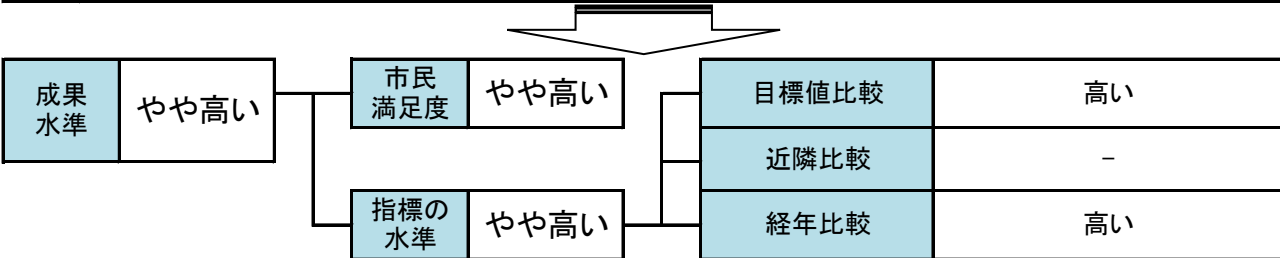 成果
水準
やや高い
市民
満足度
やや高い
指標の
水準
やや高い
目標値比較
高い
近隣比較
－
経年比較
高い